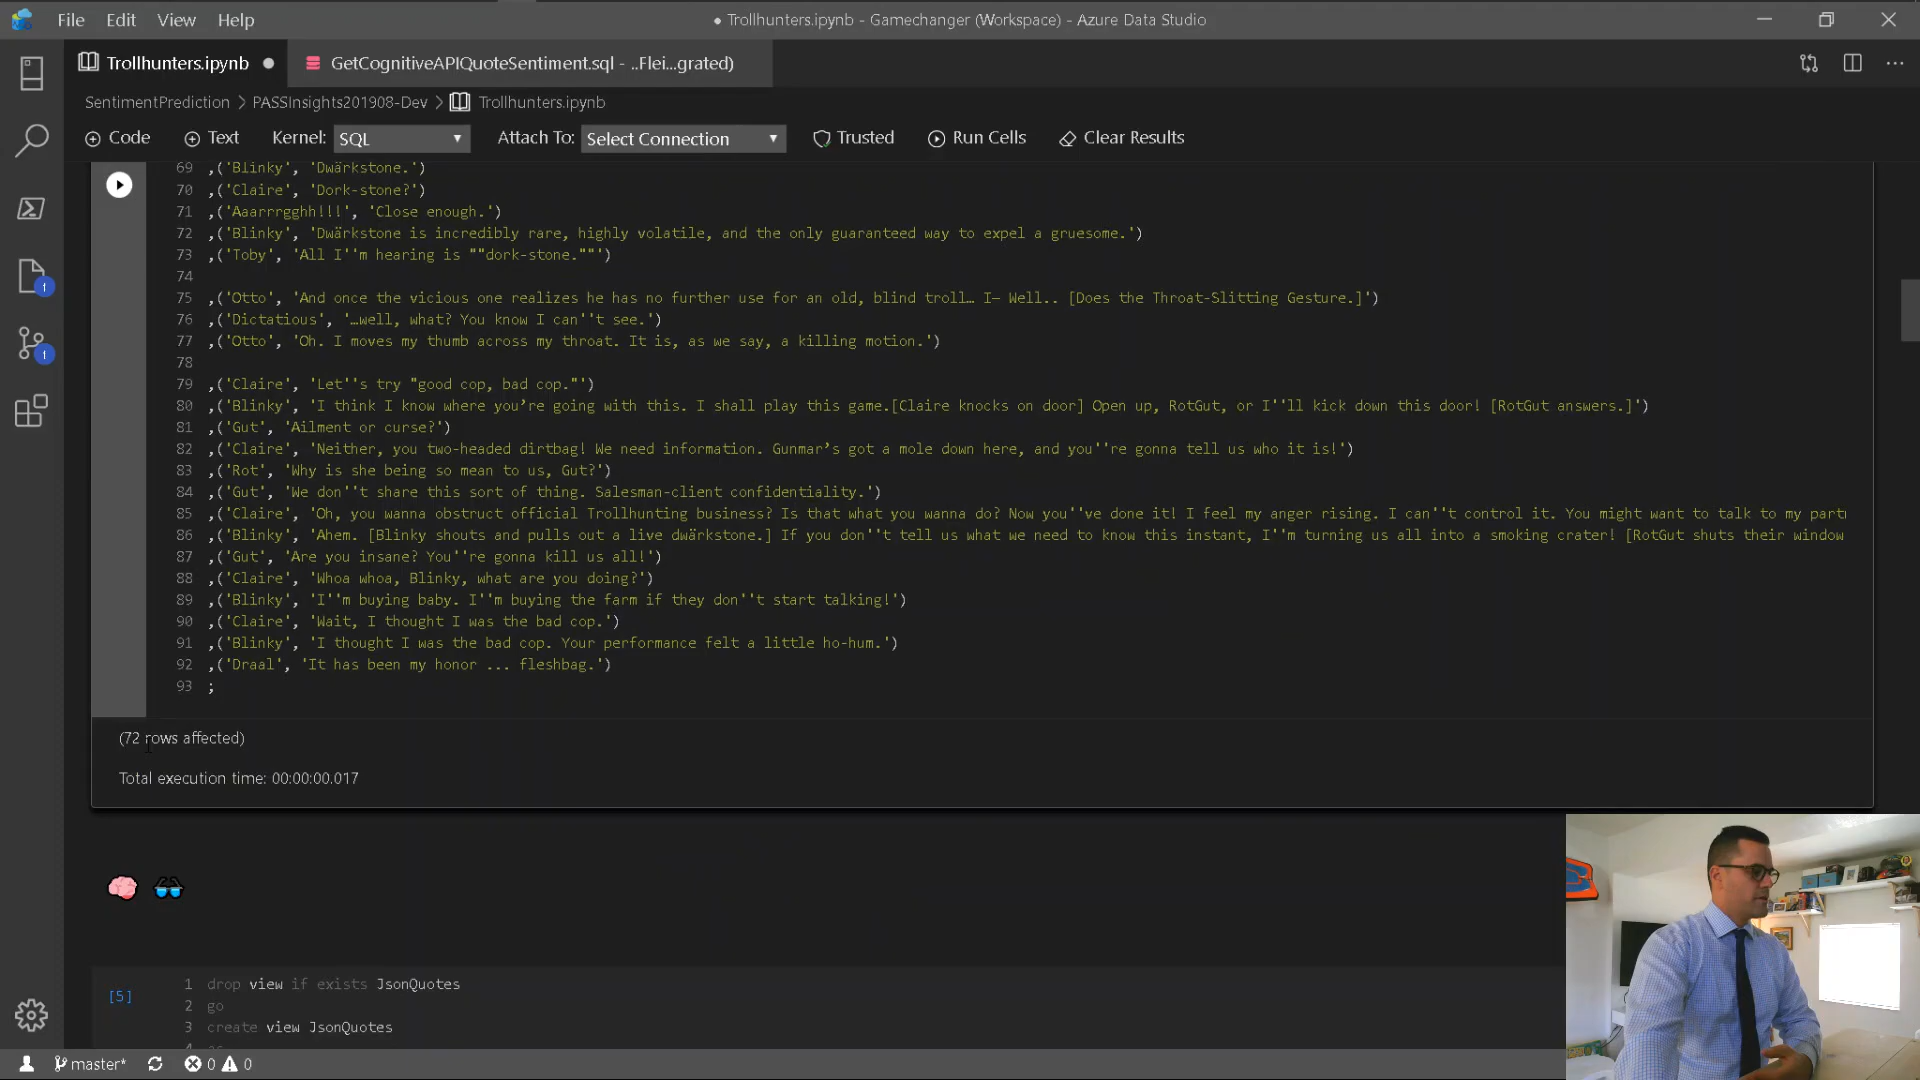 File Edit View Help
● Trollhunters.ipynb - Gamechanger (Workspace) - Azure Data Studio
Trollhunters.ipynb ●
GetCognitiveAPIQuoteSentiment.sql - ..Flei...grated)
SentimentPrediction > PASSInsights201908-Dev > Trollhunters.ipynb
Code Text Kernel: SQL Attach To: Select Connection Trusted Run Cells Clear Results
69 ,('Blinky', 'Dwärkstone.')
70 ,('Claire', 'Dork-stone?')
71 ,('Aaarrrgghh!!!', 'Close enough.')
72 ,('Blinky', 'Dwärkstone is incredibly rare, highly volatile, and the only guaranteed way to expel a gruesome.')
73 ,('Toby', 'All I''m hearing is ""dork-stone.""')
74
75 ,('Otto', 'And once the vicious one realizes he has no further use for an old, blind troll… I— Well.. [Does the Throat-Slitting Gesture.]')
76 ,('Dictatious', '…well, what? You know I can''t see.')
77 ,('Otto', 'Oh. I moves my thumb across my throat. It is, as we say, a killing motion.')
78
79 ,('Claire', 'Let''s try "good cop, bad cop."')
80 ,('Blinky', 'I think I know where you’re going with this. I shall play this game.[Claire knocks on door] Open up, RotGut, or I''ll kick down this door! [RotGut answers.]')
81 ,('Gut', 'Ailment or curse?')
82 ,('Claire', 'Neither, you two-headed dirtbag! We need information. Gunmar’s got a mole down here, and you''re gonna tell us who it is!')
83 ,('Rot', 'Why is she being so mean to us, Gut?')
84 ,('Gut', 'We don''t share this sort of thing. Salesman-client confidentiality.')
85 ,('Claire', 'Oh, you wanna obstruct official Trollhunting business? Is that what you wanna do? Now you''ve done it! I feel my anger rising. I can''t control it. You might want to talk to my part
86 ,('Blinky', 'Ahem. [Blinky shouts and pulls out a live dwärkstone.] If you don''t tell us what we need to know this instant, I''m turning us all into a smoking crater! [RotGut shuts their window
87 ,('Gut', 'Are you insane? You''re gonna kill us all!')
88 ,('Claire', 'Whoa whoa, Blinky, what are you doing?')
89 ,('Blinky', 'I''m buying baby. I''m buying the farm if they don''t start talking!')
90 ,('Claire', 'Wait, I thought I was the bad cop.')
91 ,('Blinky', 'I thought I was the bad cop. Your performance felt a little ho-hum.')
92 ,('Draal', 'It has been my honor ... fleshbag.')
93 ;
(72 rows affected)
Total execution time: 00:00:00.017
[5] 1 drop view if exists JsonQuotes
2 go
3 create view JsonQuotes
master* 0 0
1
1